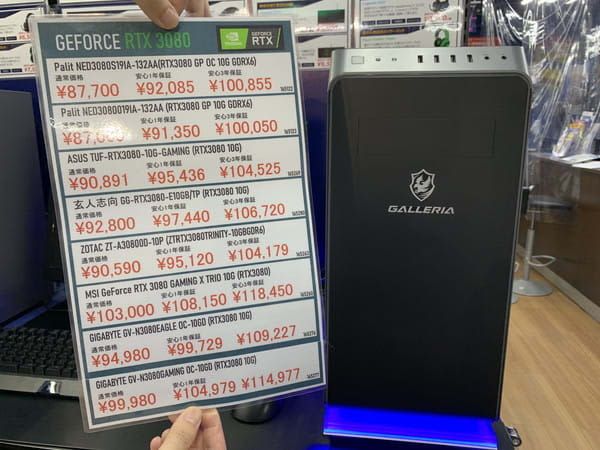 GEFORCE RTX 3080
NVIDIA
GEFORCE RTX
Palit NED3080S19IA-132AA(RTX3080 GP OC 10G GDRX6)
通常価格 安心1年保証 安心3年保証
¥87,700 ¥92,085 ¥100,855
Palit NED3080019IA-132AA (RTX3080 GP 10G GDRX6)
通常価格 安心1年保証 安心3年保証
¥91,350 ¥100,050
ASUS TUF-RTX3080-10G-GAMING (RTX3080 10G)
通常価格 安心1年保証 安心3年保証
¥90,891 ¥95,436 ¥104,525
玄人志向 GG-RTX3080-E10GB/TP (RTX3080 10G)
通常価格 安心1年保証 安心3年保証
¥92,800 ¥97,440 ¥106,720
ZOTAC ZT-A30800D-10P (ZTRTX3080TRINITY-10GBGDR6)
通常価格 安心1年保証 安心3年保証
¥90,590 ¥95,120 ¥104,179
MSI GeForce RTX 3080 GAMING X TRIO 10G (RTX3080)
通常価格 安心1年保証 安心3年保証
¥103,000 ¥108,150 ¥118,450
GIGABYTE GV-N3080EAGLE OC-10GD (RTX3080 10G)
通常価格 安心1年保証 安心3年保証
¥94,980 ¥99,729 ¥109,227
GIGABYTE GV-N3080GAMING OC-10GD (RTX3080 10G)
通常価格 安心1年保証 安心3年保証
¥99,980 ¥104,979 ¥114,977
GALLERIA